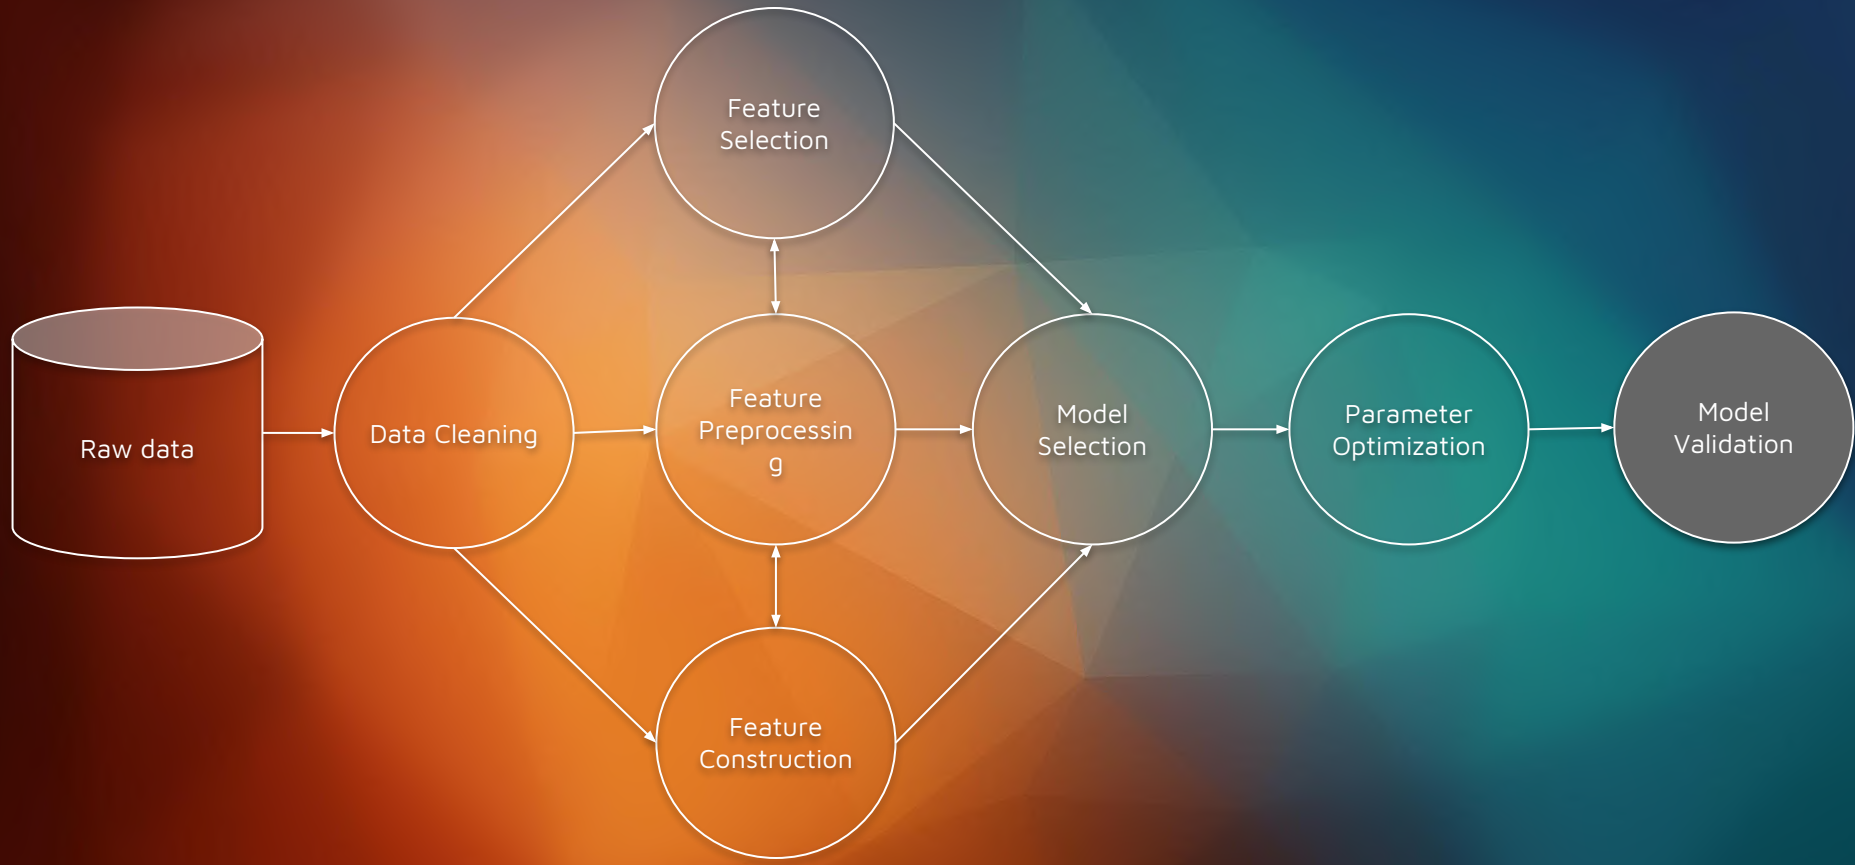 Feature
Selection
Raw data
Data Cleaning
Feature
Preprocessin
g
Model
Selection
Parameter
Optimization
Model
Validation
Feature
Construction